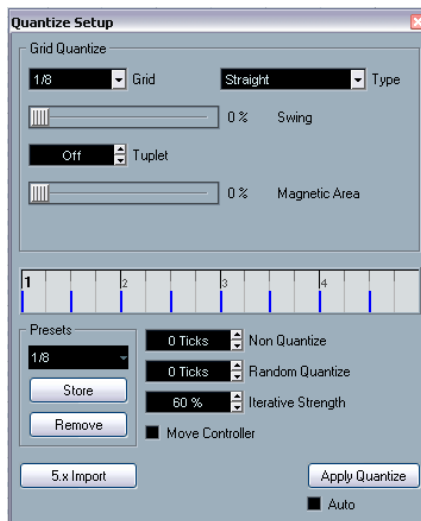 Quantize Setup
Grid Quantize
1/8 Grid Straight Type
0 % Swing
Off Tuplet
0 % Magnetic Area
1 2 3 4
Presets
1/8
Store
Remove
0 Ticks Non Quantize
0 Ticks Random Quantize
60 % Iterative Strength
Move Controller
5.x Import
Apply Quantize
Auto